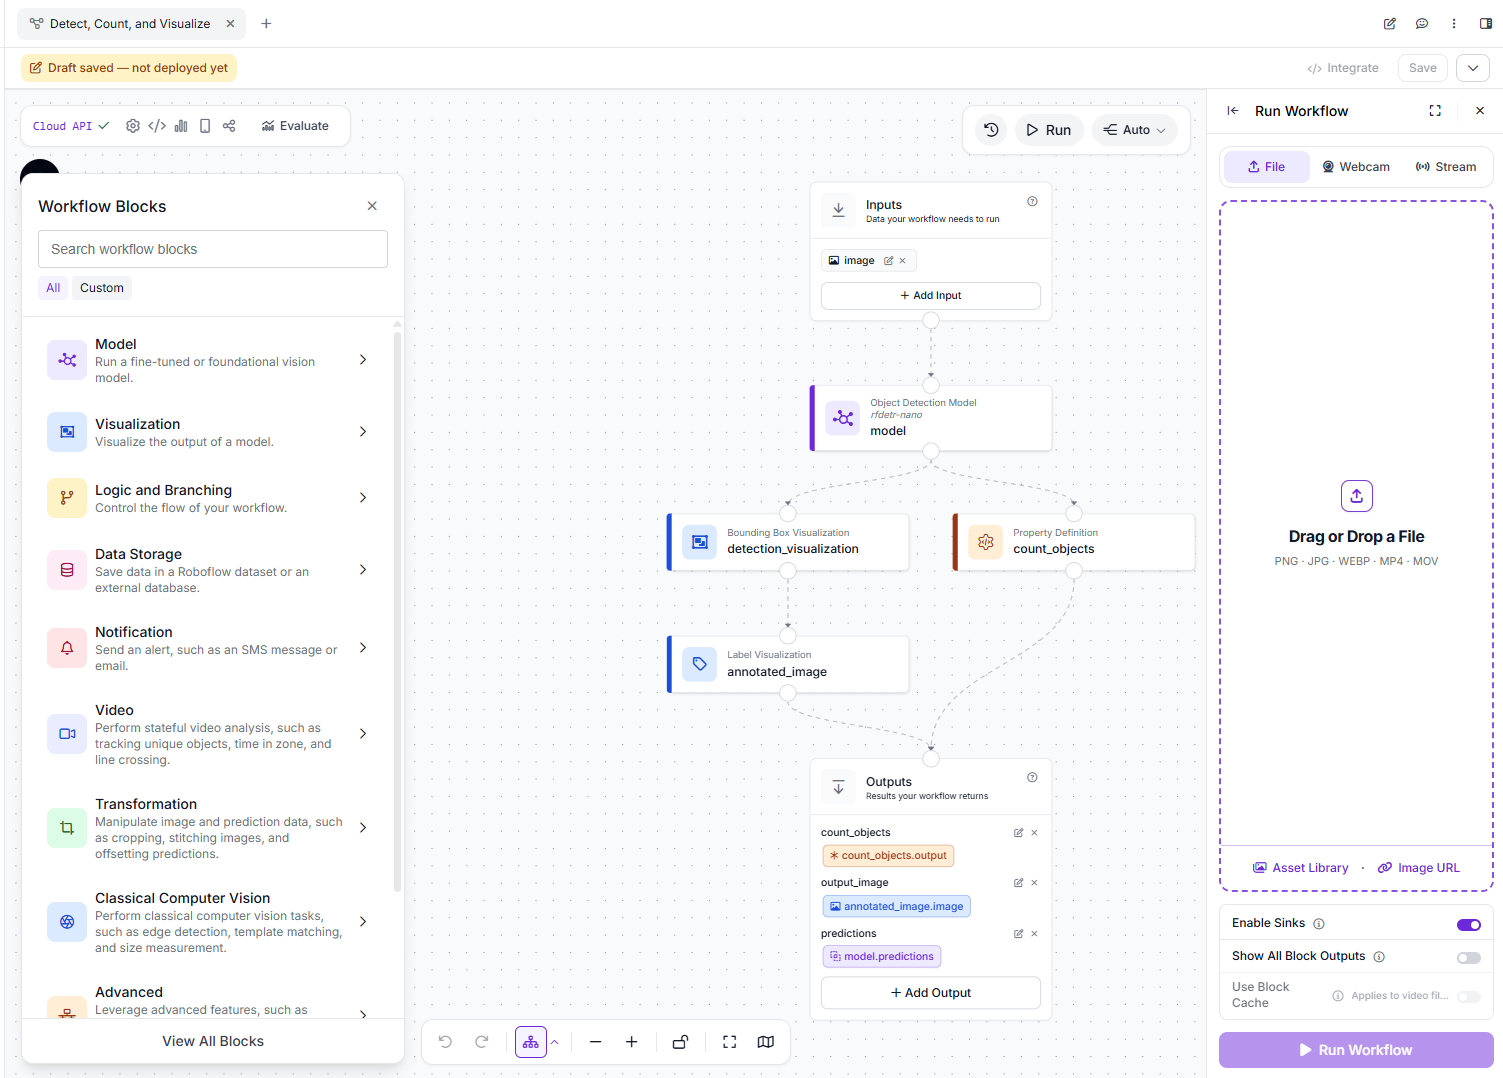 Detect, Count, and Visualize
Draft saved — not deployed yet
Integrate
Save
Cloud API
Evaluate
Run
Auto
Workflow Blocks
Search workflow blocks
All
Custom
Model
Run a fine-tuned or foundational vision
model.
Visualization
Visualize the output of a model.
Logic and Branching
Control the flow of your workflow.
Data Storage
Save data in a Roboflow dataset or an
external database.
Notification
Send an alert, such as an SMS message or
email.
Video
Perform stateful video analysis, such as
tracking unique objects, time in zone, and
line crossing.
Transformation
Manipulate image and prediction data, such
as cropping, stitching images, and
offsetting predictions.
Classical Computer Vision
Perform classical computer vision tasks,
such as edge detection, template matching,
and size measurement.
Advanced
Leverage advanced features, such as
View All Blocks
Inputs
Data your workflow needs to run
image
+ Add Input
Object Detection Model
rfdetr-nano
model
Bounding Box Visualization
detection_visualization
Property Definition
count_objects
Label Visualization
annotated_image
Outputs
Results your workflow returns
count_objects
count_objects.output
output_image
annotated_image.image
predictions
model.predictions
+ Add Output
Run Workflow
File
Webcam
Stream
Drag or Drop a File
PNG · JPG · WEBP · MP4 · MOV
Asset Library · Image URL
Enable Sinks
Show All Block Outputs
Use Block
Cache
Applies to video fil...
Run Workflow